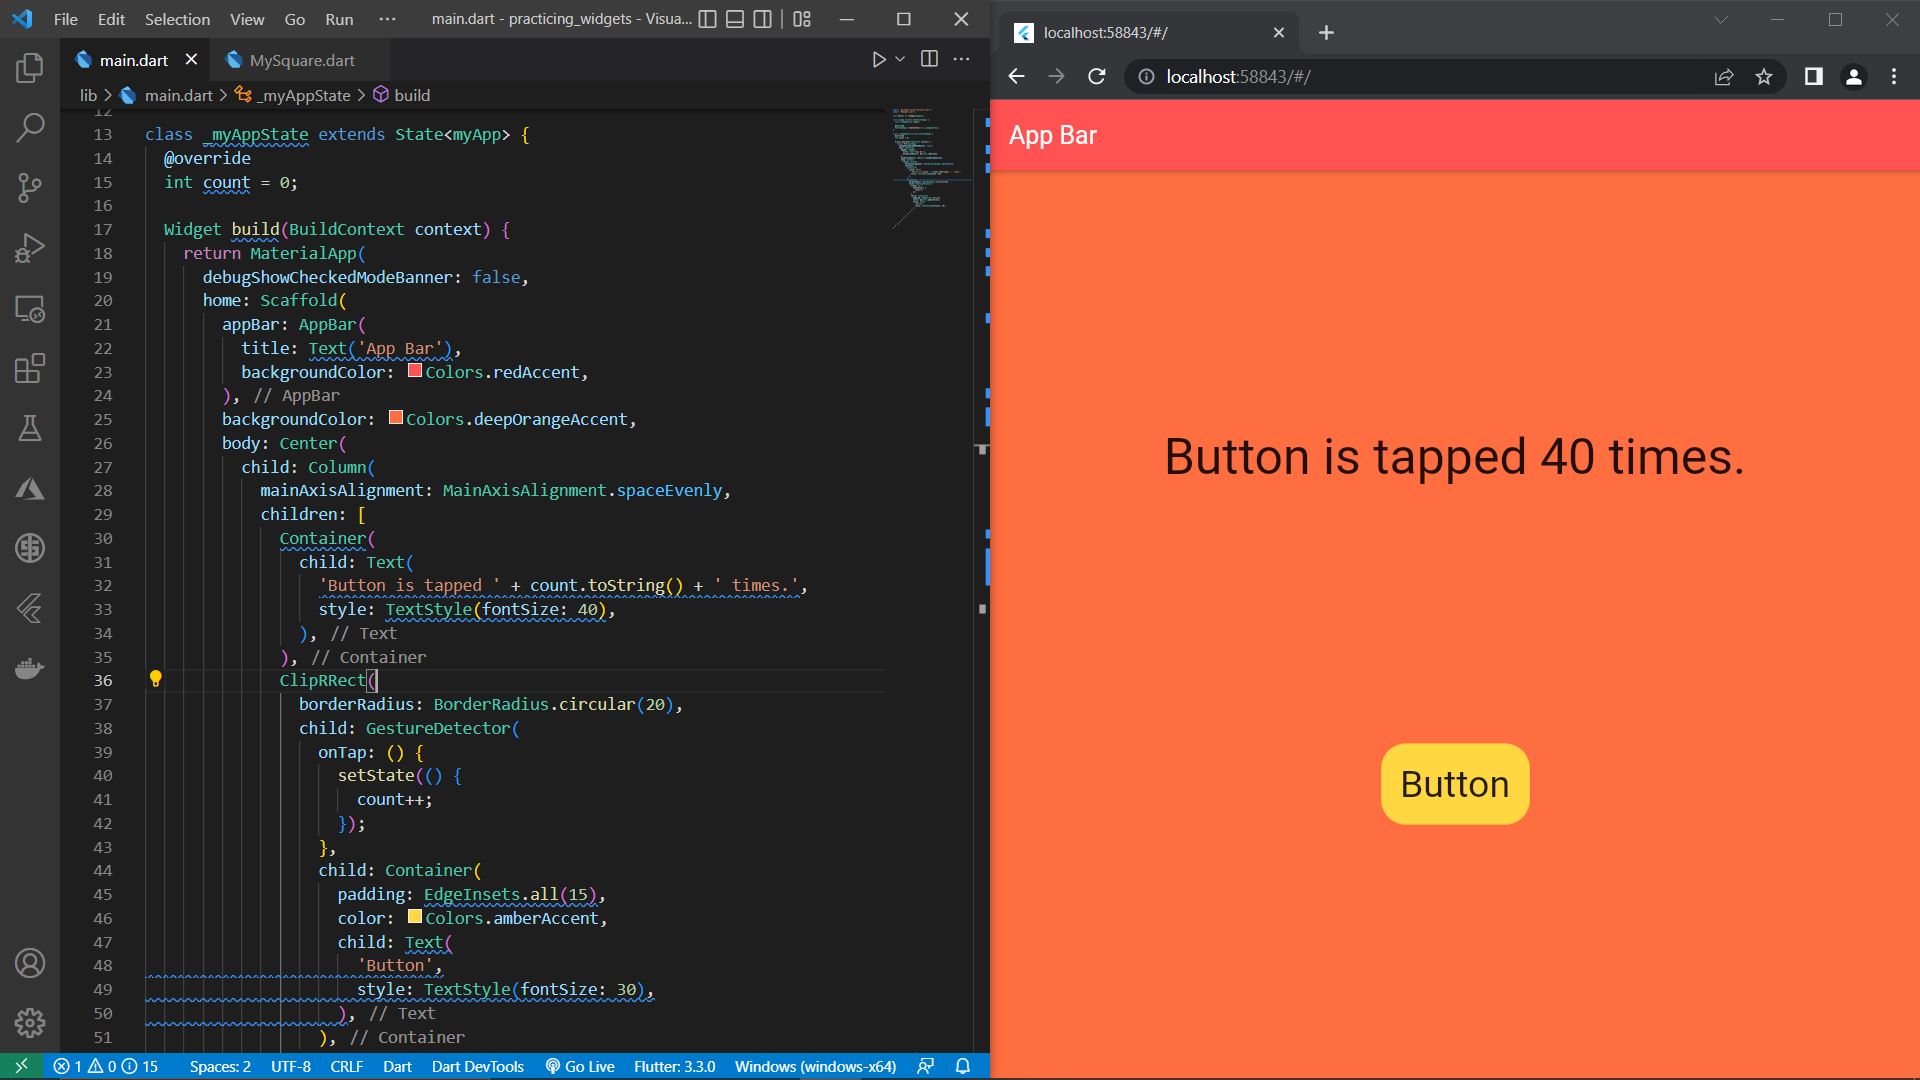 File Edit Selection View Go Run ··· main.dart - practicing_widgets - Visua...
main.dart MySquare.dart
lib > main.dart > _myAppState > build
12
13 class _myAppState extends State<myApp> {
14 @override
15 int count = 0;
16
17 Widget build(BuildContext context) {
18 return MaterialApp(
19 debugShowCheckedModeBanner: false,
20 home: Scaffold(
21 appBar: AppBar(
22 title: Text('App Bar'),
23 backgroundColor: Colors.redAccent,
24 ), // AppBar
25 backgroundColor: Colors.deepOrangeAccent,
26 body: Center(
27 child: Column(
28 mainAxisAlignment: MainAxisAlignment.spaceEvenly,
29 children: [
30 Container(
31 child: Text(
32 'Button is tapped ' + count.toString() + ' times.',
33 style: TextStyle(fontSize: 40),
34 ), // Text
35 ), // Container
36 ClipRRect(
37 borderRadius: BorderRadius.circular(20),
38 child: GestureDetector(
39 onTap: () {
40 setState(() {
41 count++;
42 });
43 },
44 child: Container(
45 padding: EdgeInsets.all(15),
46 color: Colors.amberAccent,
47 child: Text(
48 'Button',
49 style: TextStyle(fontSize: 30),
50 ), // Text
51 ), // Container
1 0 15 Spaces: 2 UTF-8 CRLF Dart Dart DevTools Go Live Flutter: 3.3.0 Windows (windows-x64)
localhost:58843/#/
localhost:58843/#/
App Bar
Button is tapped 40 times.
Button